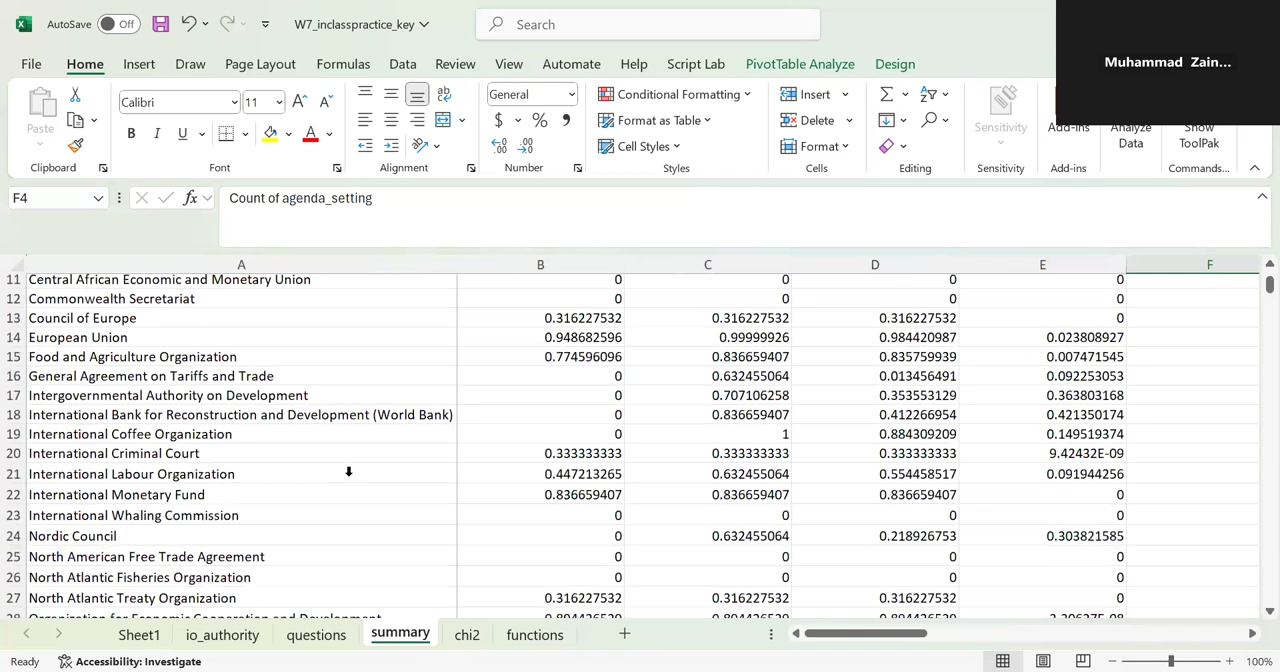 AutoSave Off W7_inclasspractice_key Search
Muhammad Zain...
File Home Insert Draw Page Layout Formulas Data Review View Automate Help Script Lab PivotTable Analyze Design
Paste Calibri 11 General Conditional Formatting Insert Sensitivity Add-ins Analyze Show
B I U $ % Format as Table Delete Data ToolPak
Cell Styles Format
Clipboard Font Alignment Number Styles Cells Editing Sensitivity Add-ins Commands...
F4 fx Count of agenda_setting
A B C D E F
11 Central African Economic and Monetary Union 0 0 0 0
12 Commonwealth Secretariat 0 0 0 0
13 Council of Europe 0.316227532 0.316227532 0.316227532 0
14 European Union 0.948682596 0.99999926 0.984420987 0.023808927
15 Food and Agriculture Organization 0.774596096 0.836659407 0.835759939 0.007471545
16 General Agreement on Tariffs and Trade 0 0.632455064 0.013456491 0.092253053
17 Intergovernmental Authority on Development 0 0.707106258 0.353553129 0.363803168
18 International Bank for Reconstruction and Development (World Bank) 0 0.836659407 0.412266954 0.421350174
19 International Coffee Organization 0 1 0.884309209 0.149519374
20 International Criminal Court 0.333333333 0.333333333 0.333333333 9.42432E-09
21 International Labour Organization 0.447213265 0.632455064 0.554458517 0.091944256
22 International Monetary Fund 0.836659407 0.836659407 0.836659407 0
23 International Whaling Commission 0 0 0 0
24 Nordic Council 0 0.632455064 0.218926753 0.303821585
25 North American Free Trade Agreement 0 0 0 0
26 North Atlantic Fisheries Organization 0 0 0 0
27 North Atlantic Treaty Organization 0.316227532 0.316227532 0.316227532 0
Organization for Economic Cooperation and Development
Sheet1 io_authority questions summary chi2 functions
Ready Accessibility: Investigate 100%